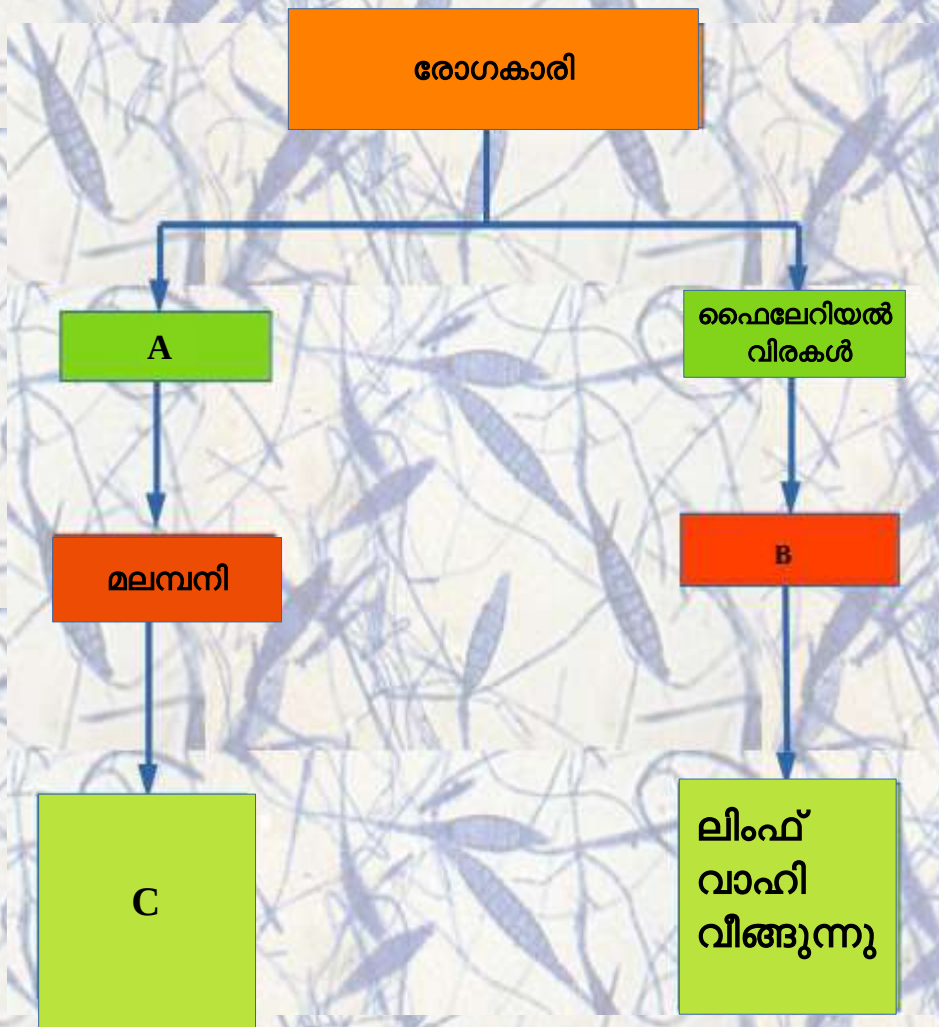 രോഗകാരി
A
ഫൈലേറിയൽ
വിരകൾ
മലമ്പനി
B
C
ലിംഫ്
വാഹി
വീങ്ങുന്നു